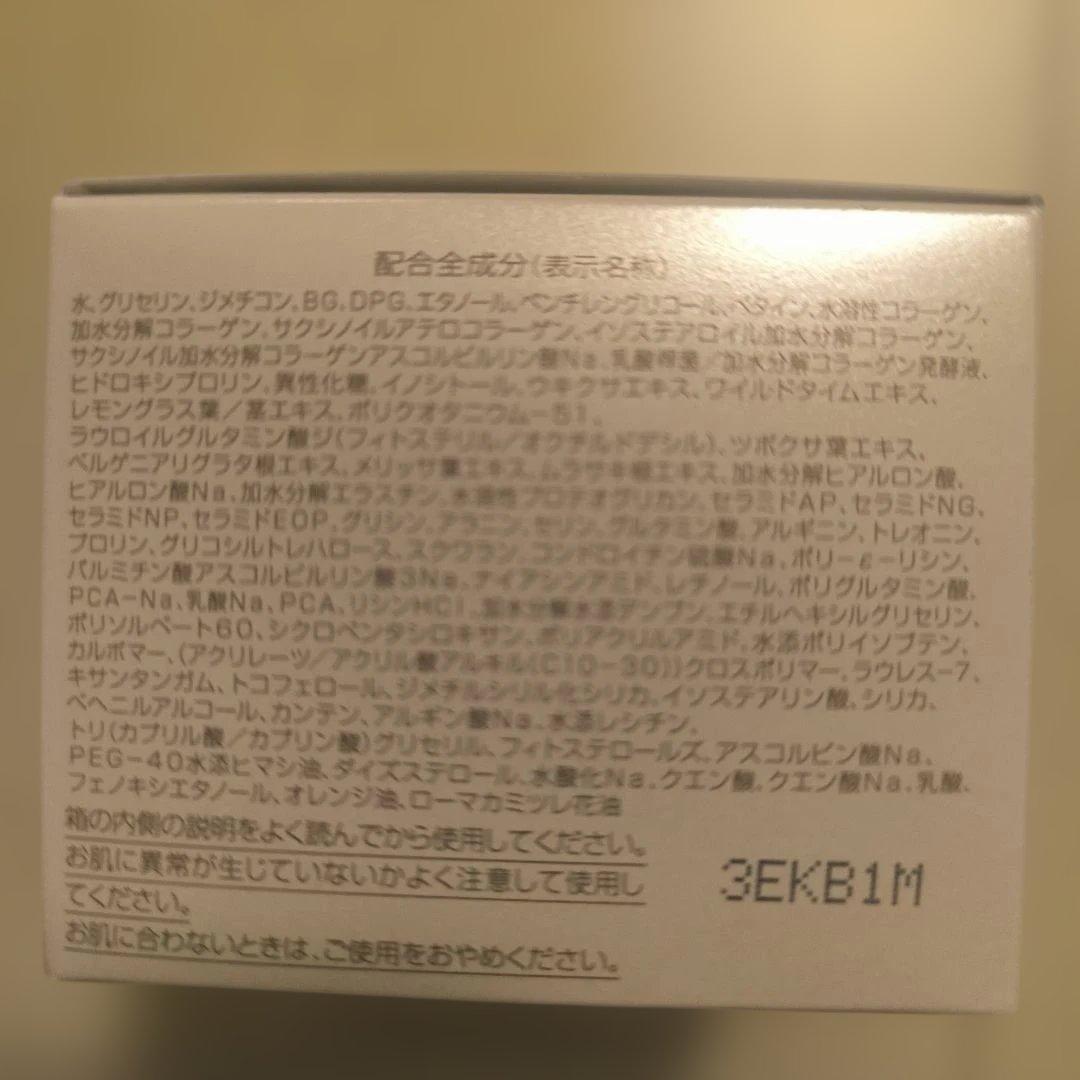 配合全成分(表示名称)
水、グリセリン、ジメチコン、BG、DPG、エタノール、ペンチレングリコール、ベタイン、水溶性コラーゲン、
加水分解コラーゲン、サクシノイルアテロコラーゲン、イソステアロイル加水分解コラーゲン、
サクシノイル加水分解コラーゲンアスコルビルリン酸Na、乳酸桿菌/加水分解コラーゲン発酵液、
ヒドロキシプロリン、異性化糖、イノシトール、ウキクサエキス、ワイルドタイムエキス、
レモングラス葉/茎エキス、ポリクオタニウム-51、
ラウロイルグルタミン酸ジ(フィトステリル/オクチルドデシル)、ツボクサ葉エキス、
ベルゲニアリグラタ根エキス、メリッサ葉エキス、ムラサキ根エキス、加水分解ヒアルロン酸、
ヒアルロン酸Na、加水分解エラスチン、水溶性プロテオグリカン、セラミドAP、セラミドNG、
セラミドNP、セラミドEOP、グリシン、アラニン、セリン、グルタミン酸、アルギニン、トレオニン、
プロリン、グリコシルトレハロース、スクワラン、コンドロイチン硫酸Na、ポリ-ε-リシン、
パルミチン酸アスコルビルリン酸3Na、ナイアシンアミド、レチノール、ポリグルタミン酸、
PCA-Na、乳酸Na、PCA、リシンHCl、加水分解水添デンプン、エチルヘキシルグリセリン、
ポリソルベート60、シクロペンタシロキサン、ポリアクリルアミド、水添ポリイソブテン、
カルボマー、(アクリレーツ/アクリル酸アルキル(C10-30))クロスポリマー、ラウレス-7、
キサンタンガム、トコフェロール、ジメチルシリル化シリカ、イソステアリン酸、シリカ、
ベヘニルアルコール、カンテン、アルギン酸Na、水添レシチン、
トリ(カプリル酸/カプリン酸)グリセリル、フィトステロールズ、アスコルビン酸Na、
PEG-40水添ヒマシ油、ダイズステロール、水酸化Na、クエン酸、クエン酸Na、乳酸、
フェノキシエタノール、オレンジ油、ローマカミツレ花油
箱の内側の説明をよく読んでから使用してください。
お肌に異常が生じていないかよく注意して使用し
てください。
お肌に合わないときは、ご使用をおやめください。
3EKB1M